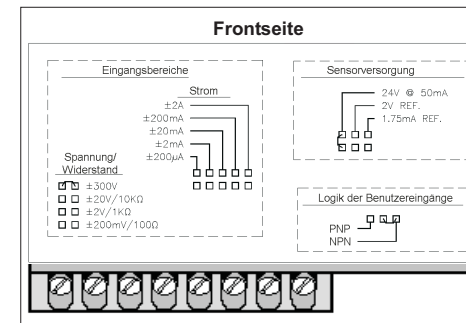 Frontseite
Eingangsbereiche
Strom
±2A
±200mA
±20mA
±2mA
±200µA
Spannung/
Widerstand
±300V
±20V/10KΩ
±2V/1KΩ
±200mV/100Ω
Sensorversorgung
24V @ 50mA
2V REF.
1.75mA REF.
Logik der Benutzereingänge
PNP
NPN